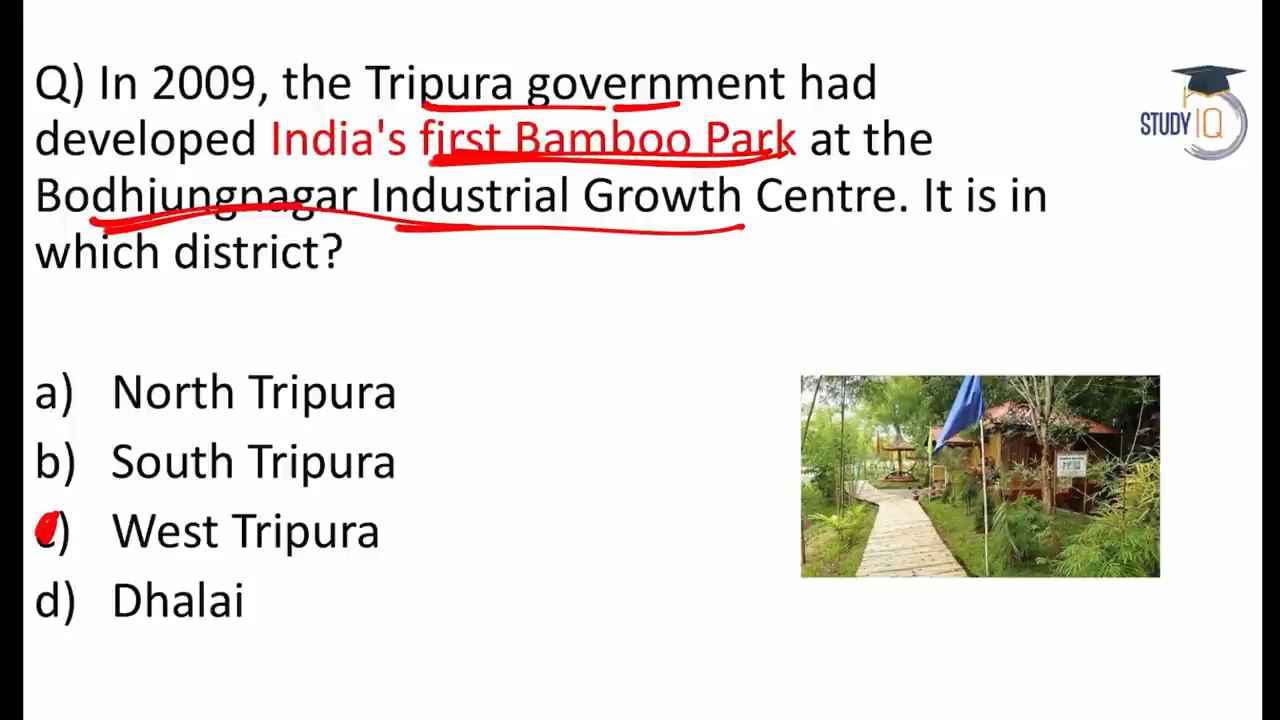 Q) In 2009, the Tripura government had
developed India's first Bamboo Park at the
Bodhjungnagar Industrial Growth Centre. It is in
which district?
STUDY IQ
a) North Tripura
b) South Tripura
c) West Tripura
d) Dhalai